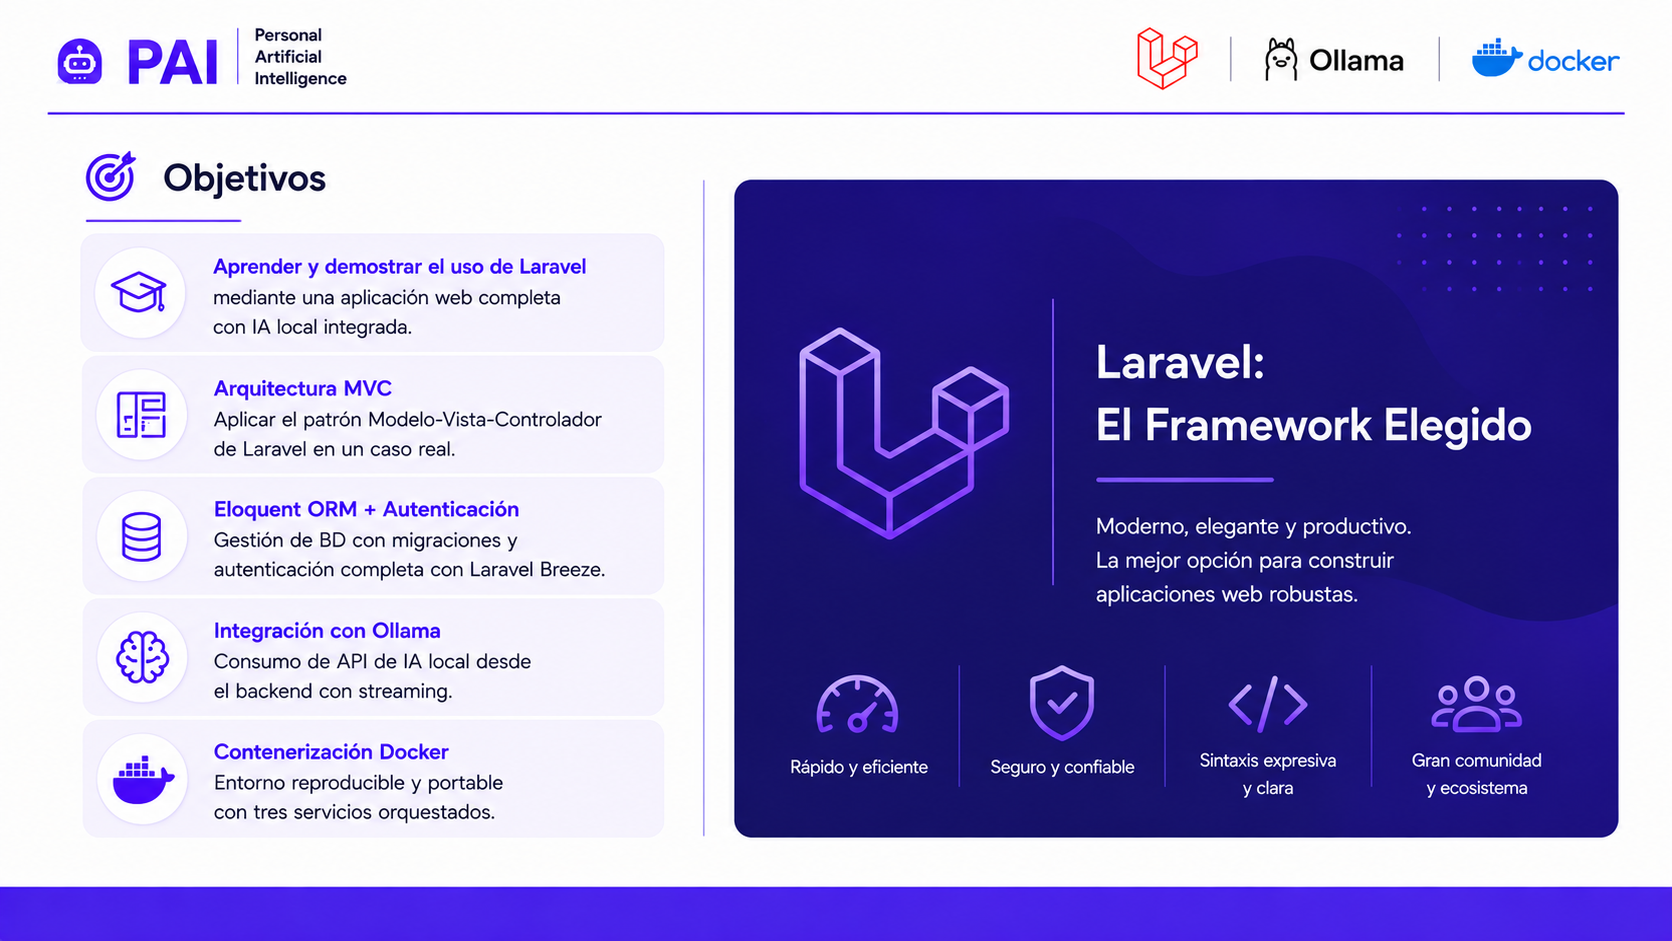 PAI
Personal
Artificial
Intelligence
Ollama
docker
Objetivos
Aprender y demostrar el uso de Laravel
mediante una aplicación web completa
con IA local integrada.
Arquitectura MVC
Aplicar el patrón Modelo-Vista-Controlador
de Laravel en un caso real.
Eloquent ORM + Autenticación
Gestión de BD con migraciones y
autenticación completa con Laravel Breeze.
Integración con Ollama
Consumo de API de IA local desde
el backend con streaming.
Contenerización Docker
Entorno reproducible y portable
con tres servicios orquestados.
Laravel:
El Framework Elegido
Moderno, elegante y productivo.
La mejor opción para construir
aplicaciones web robustas.
Rápido y eficiente
Seguro y confiable
Sintaxis expresiva
y clara
Gran comunidad
y ecosistema